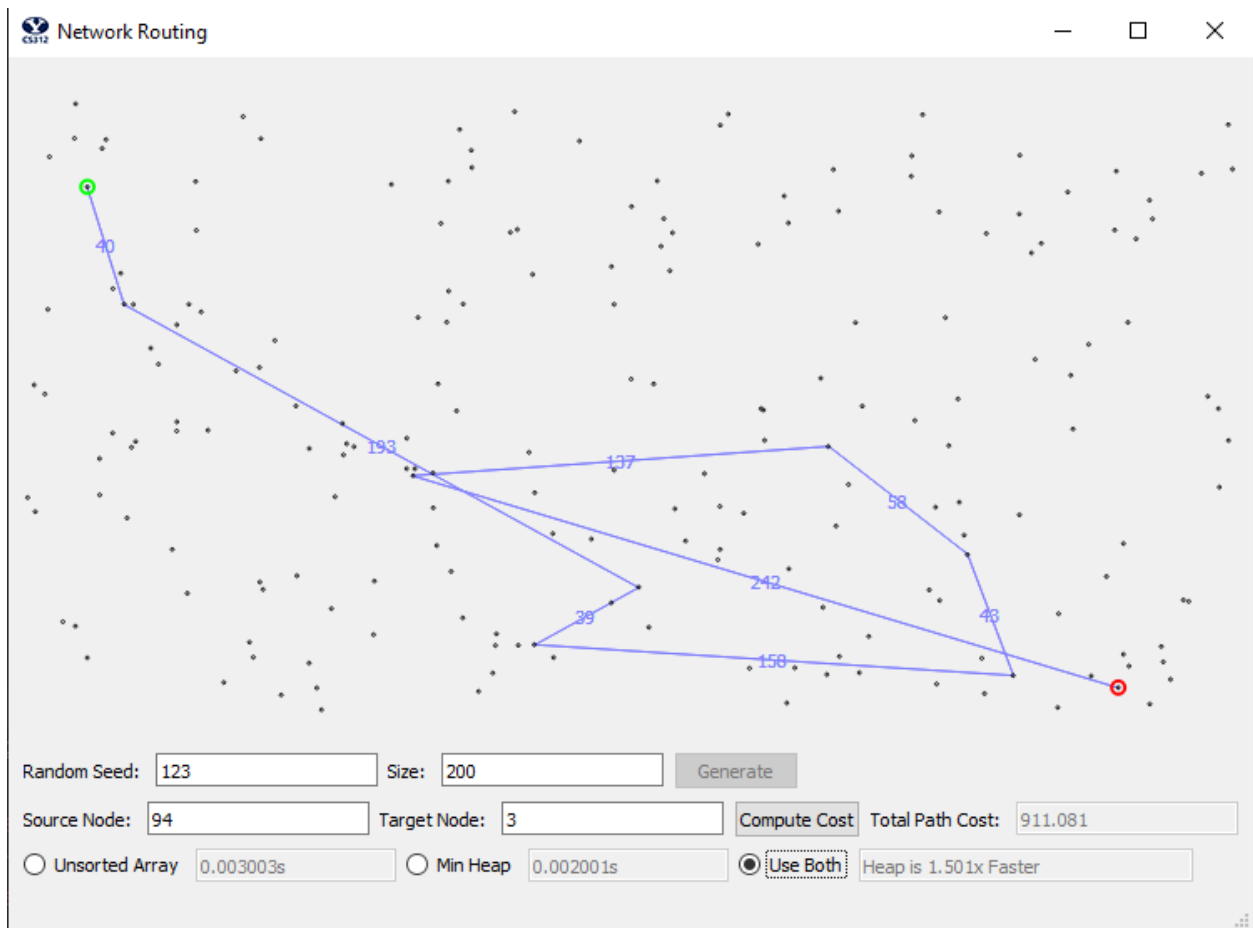 CS312 Network Routing
40
193
137
58
242
39
43
158
Random Seed: 123 Size: 200 Generate
Source Node: 94 Target Node: 3 Compute Cost Total Path Cost: 911.081
Unsorted Array 0.003003s Min Heap 0.002001s Use Both Heap is 1.501x Faster